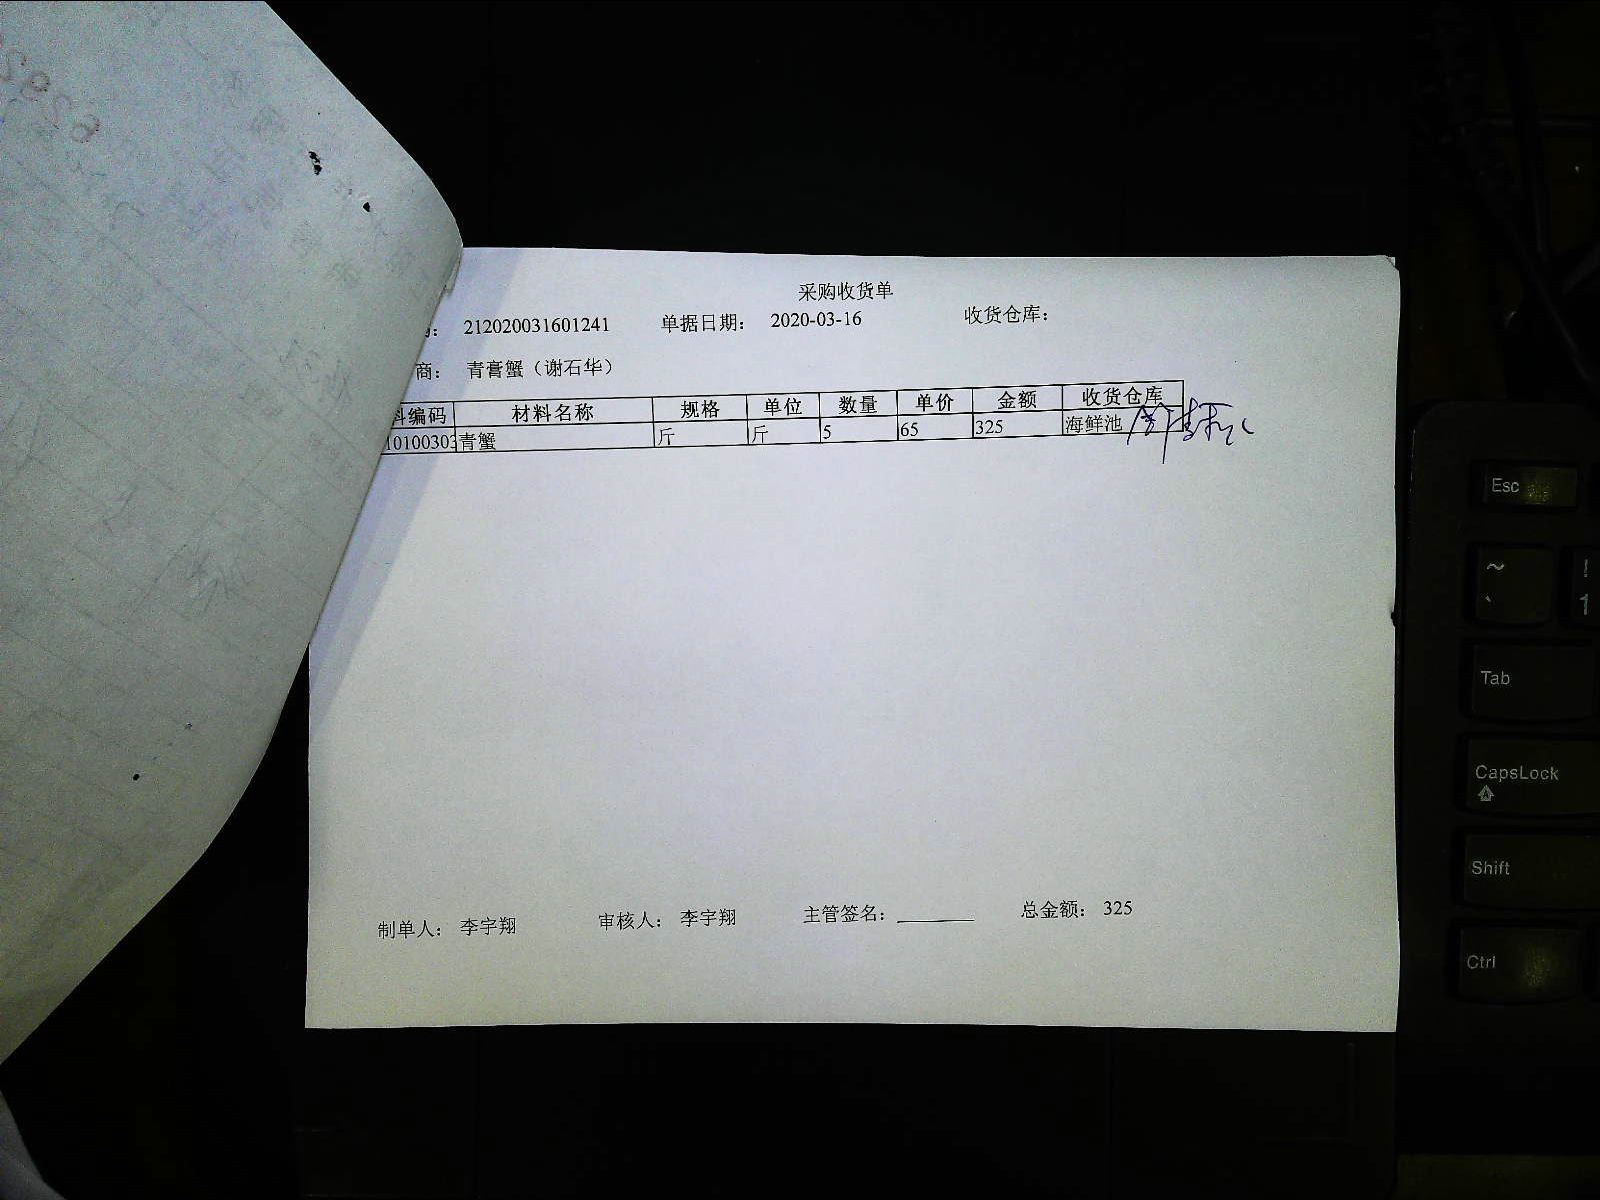 采购收货单
： 212020031601241 单据日期： 2020-03-16 收货仓库：
商： 青膏蟹（谢石华）
料编码 材料名称 规格 单位 数量 单价 金额 收货仓库
10100303 青蟹 斤 斤 5 65 325 海鲜池
制单人： 李宇翔 审核人： 李宇翔 主管签名： 总金额： 325
Esc
~ !
` 1
Tab
CapsLock
Shift
Ctrl